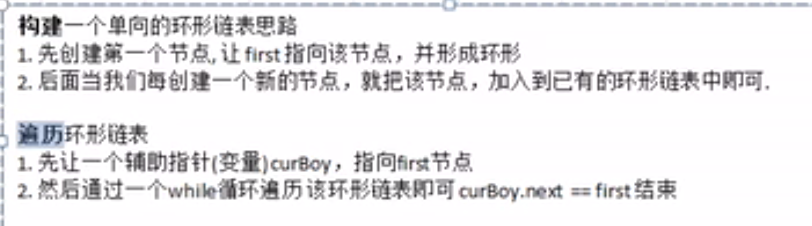 构建一个单向的环形链表思路
1. 先创建第一个节点, 让 first 指向该节点，并形成环形
2. 后面当我们每创建一个新的节点，就把该节点，加入到已有的环形链表中即可.
遍历环形链表
1. 先让一个辅助指针(变量)curBoy，指向first节点
2. 然后通过一个while循环遍历该环形链表即可 curBoy.next == first 结束